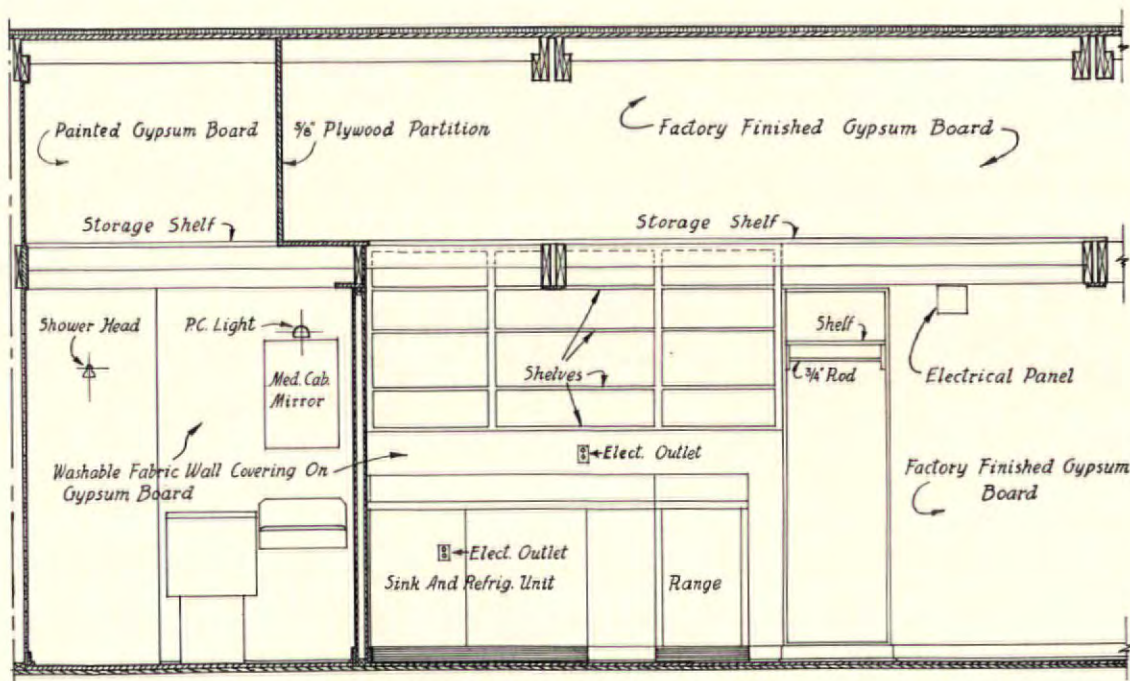 Painted Gypsum Board
5/8" Plywood Partition
Factory Finished Gypsum Board
Storage Shelf
Storage Shelf
Shower Head
P.C. Light
Med. Cab.
Mirror
Shelves
Shelf
3/4" Rod
Electrical Panel
Washable Fabric Wall Covering On
Gypsum Board
Elect. Outlet
Factory Finished Gypsum
Board
Elect. Outlet
Sink And Refrig. Unit
Range